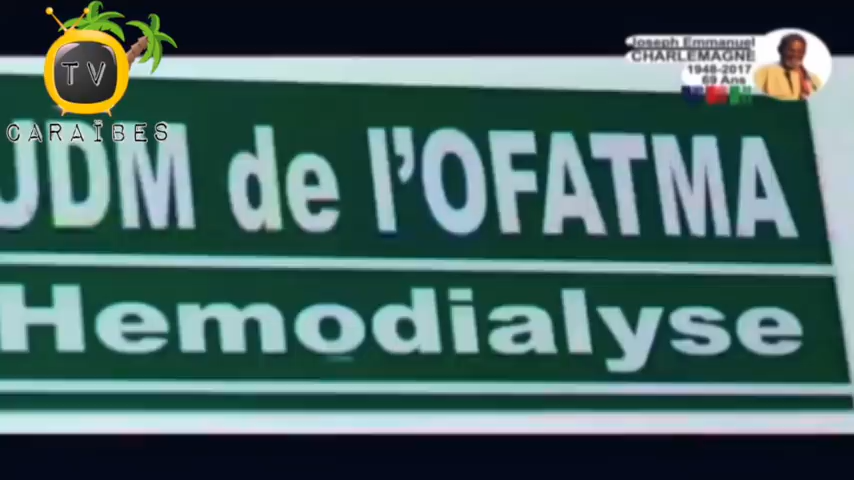 TV
CARAÏBES
Joseph Emmanuel
CHARLEMAGNE
1948-2017
69 Ans
UDM de l'OFATMA
Hemodialyse